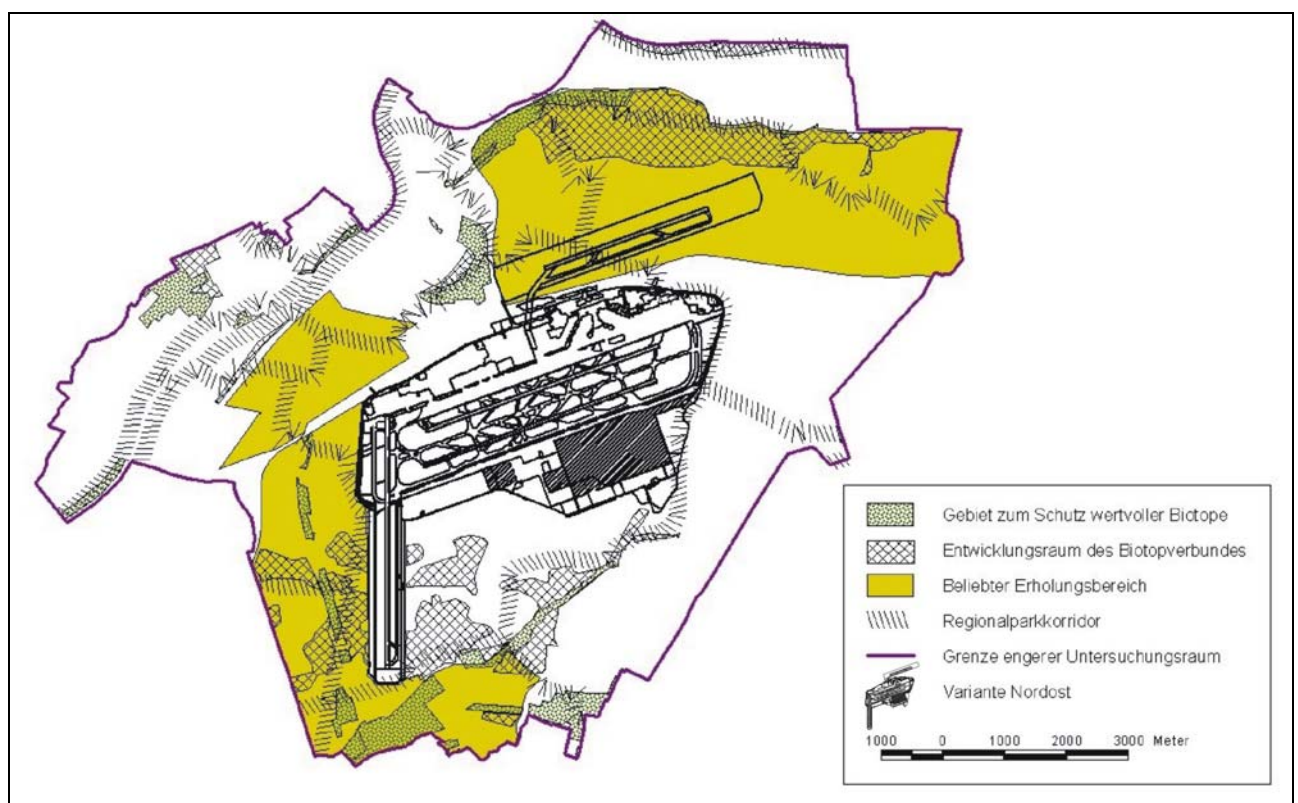 Gebiet zum Schutz wertvoller Biotope
Entwicklungsraum des Biotopverbundes
Beliebter Erholungsbereich
Regionalparkkorridor
Grenze engerer Untersuchungsraum
Variante Nordost
1000 0 1000 2000 3000 Meter